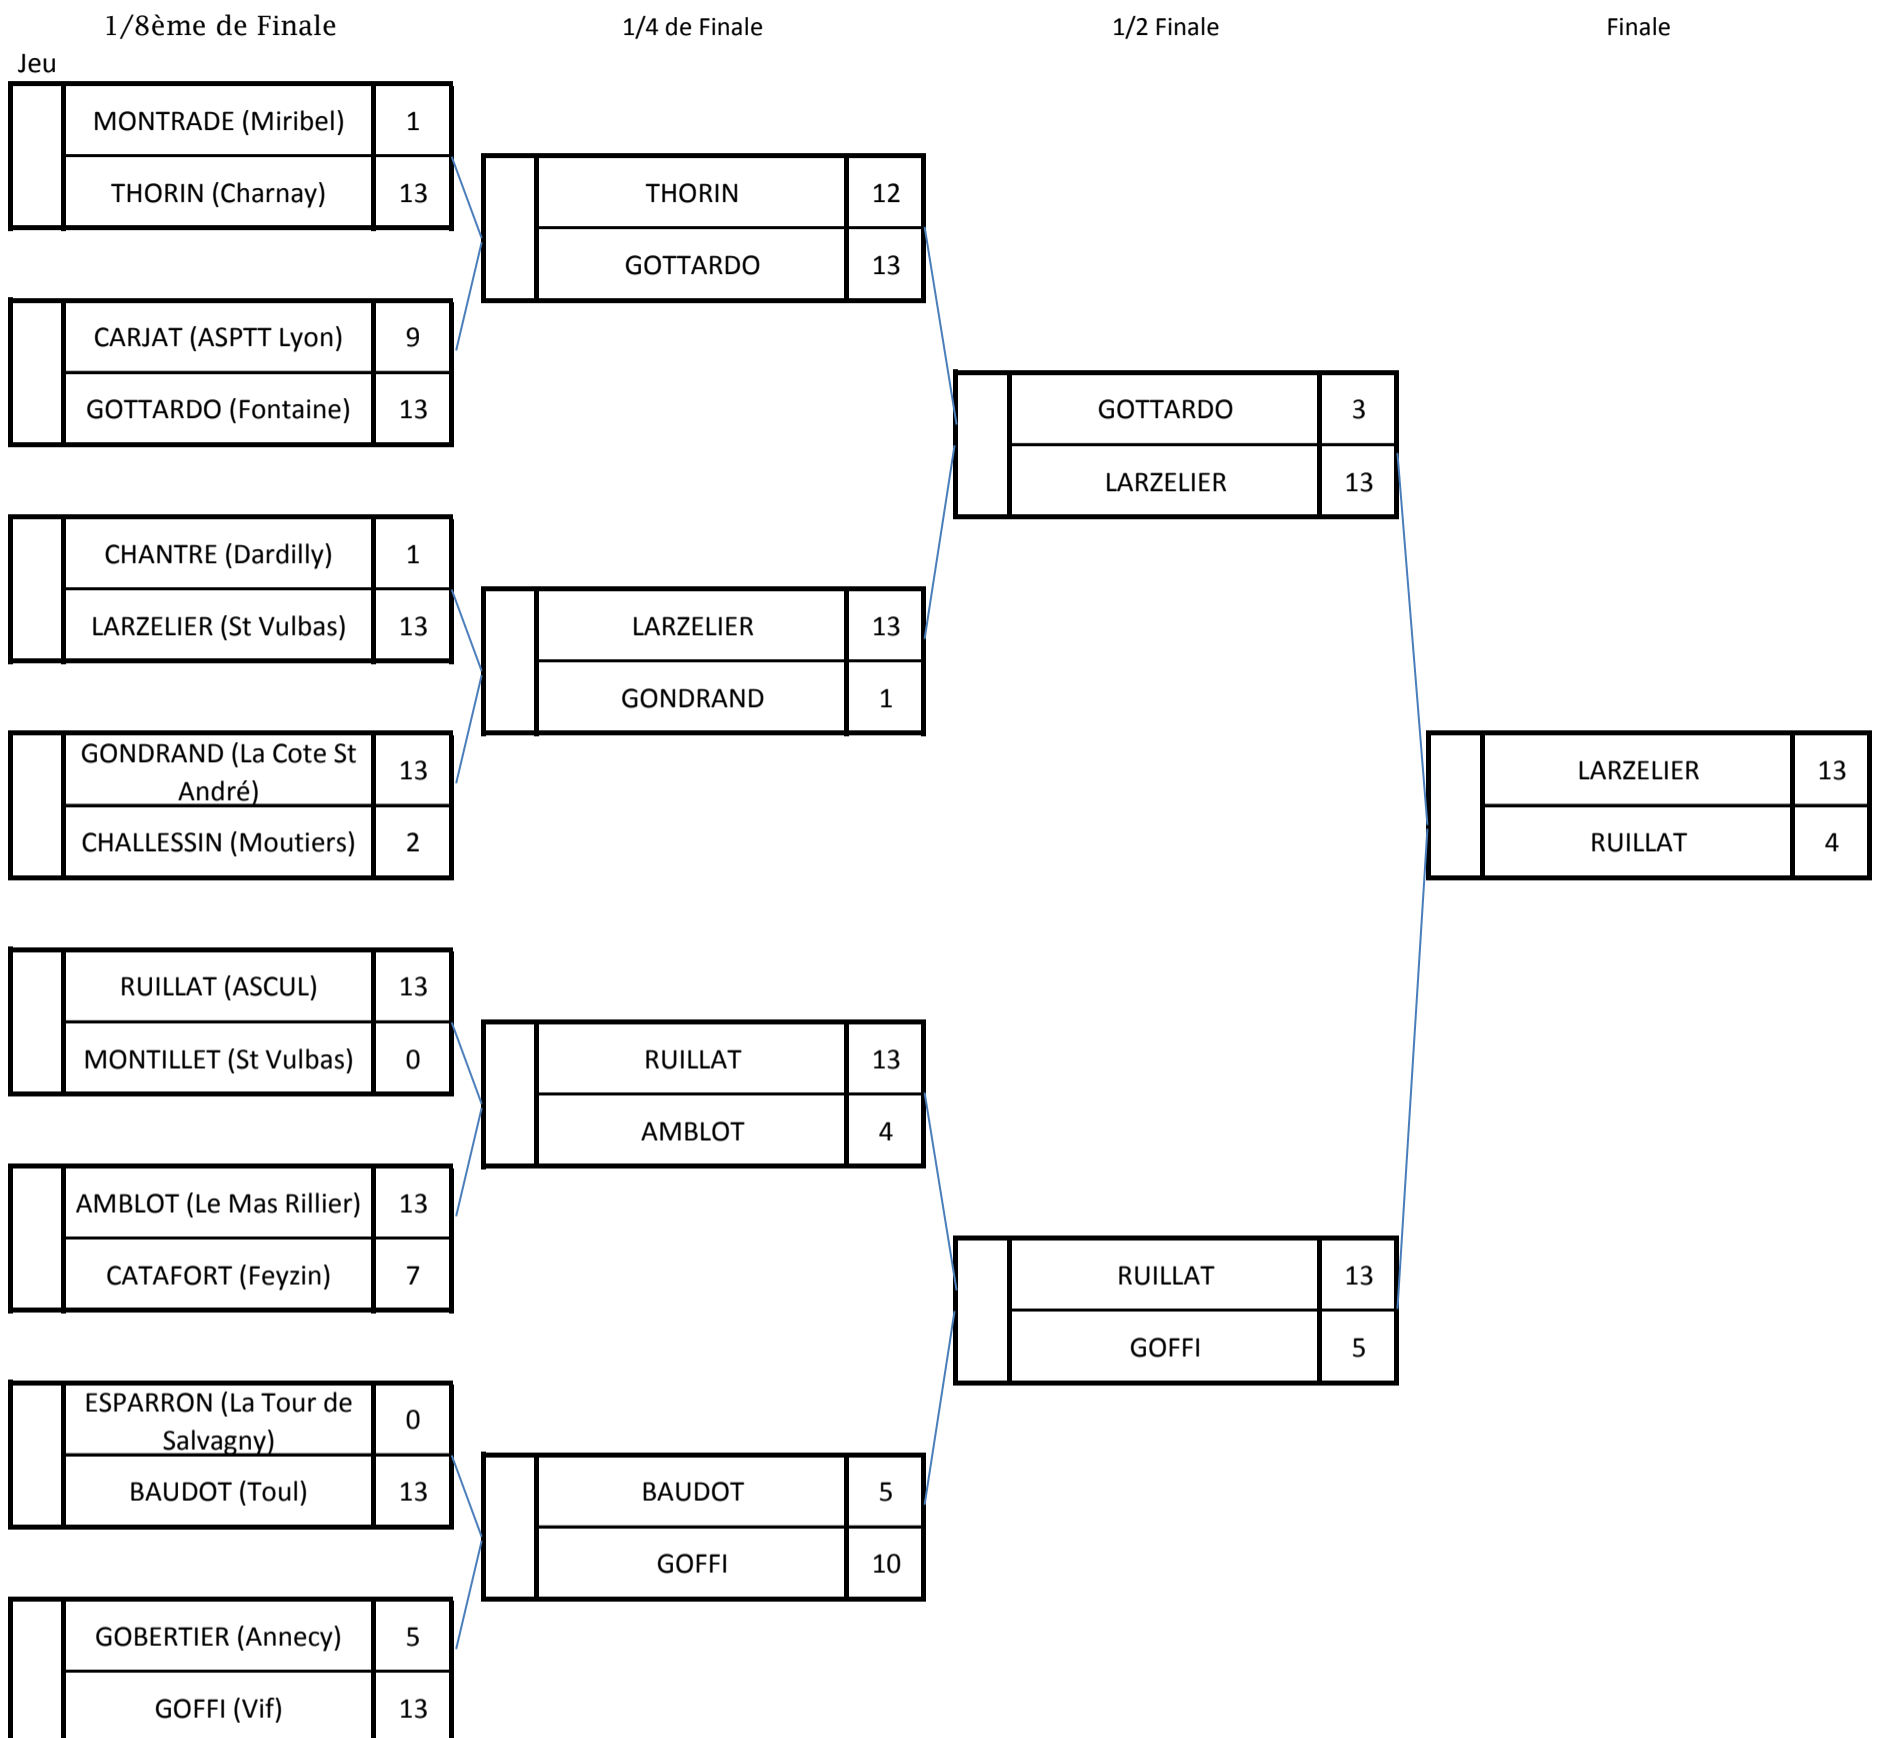 1/8ème de Finale
1/4 de Finale
1/2 Finale
Finale
Jeu
MONTRADE (Miribel) 1
THORIN (Charnay) 13
CARJAT (ASPTT Lyon) 9
GOTTARDO (Fontaine) 13
CHANTRE (Dardilly) 1
LARZELIER (St Vulbas) 13
GONDRAND (La Cote St
André)
13
CHALLESSIN (Moutiers) 2
RUILLAT (ASCUL) 13
MONTILLET (St Vulbas) 0
AMBLOT (Le Mas Rillier) 13
CATAFORT (Feyzin) 7
ESPARRON (La Tour de
Salvagny)
0
BAUDOT (Toul) 13
GOBERTIER (Annecy) 5
GOFFI (Vif) 13
THORIN 12
GOTTARDO 13
LARZELIER 13
GONDRAND 1
RUILLAT 13
AMBLOT 4
BAUDOT 5
GOFFI 10
GOTTARDO 3
LARZELIER 13
RUILLAT 13
GOFFI 5
LARZELIER 13
RUILLAT 4